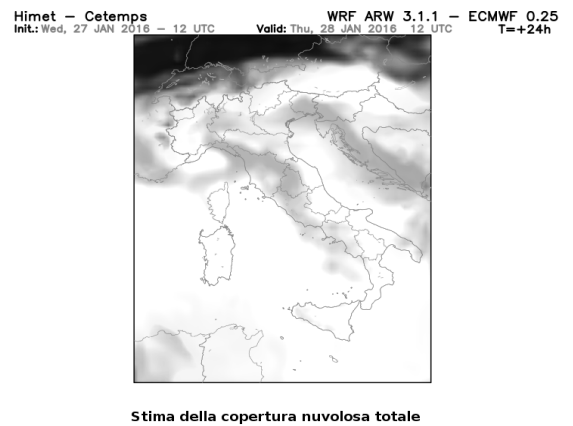 Himet – Cetemps WRF ARW 3.1.1 – ECMWF 0.25
Init.: Wed, 27 JAN 2016 – 12 UTC Valid: Thu, 28 JAN 2016 12 UTC T=+24h
Stima della copertura nuvolosa totale